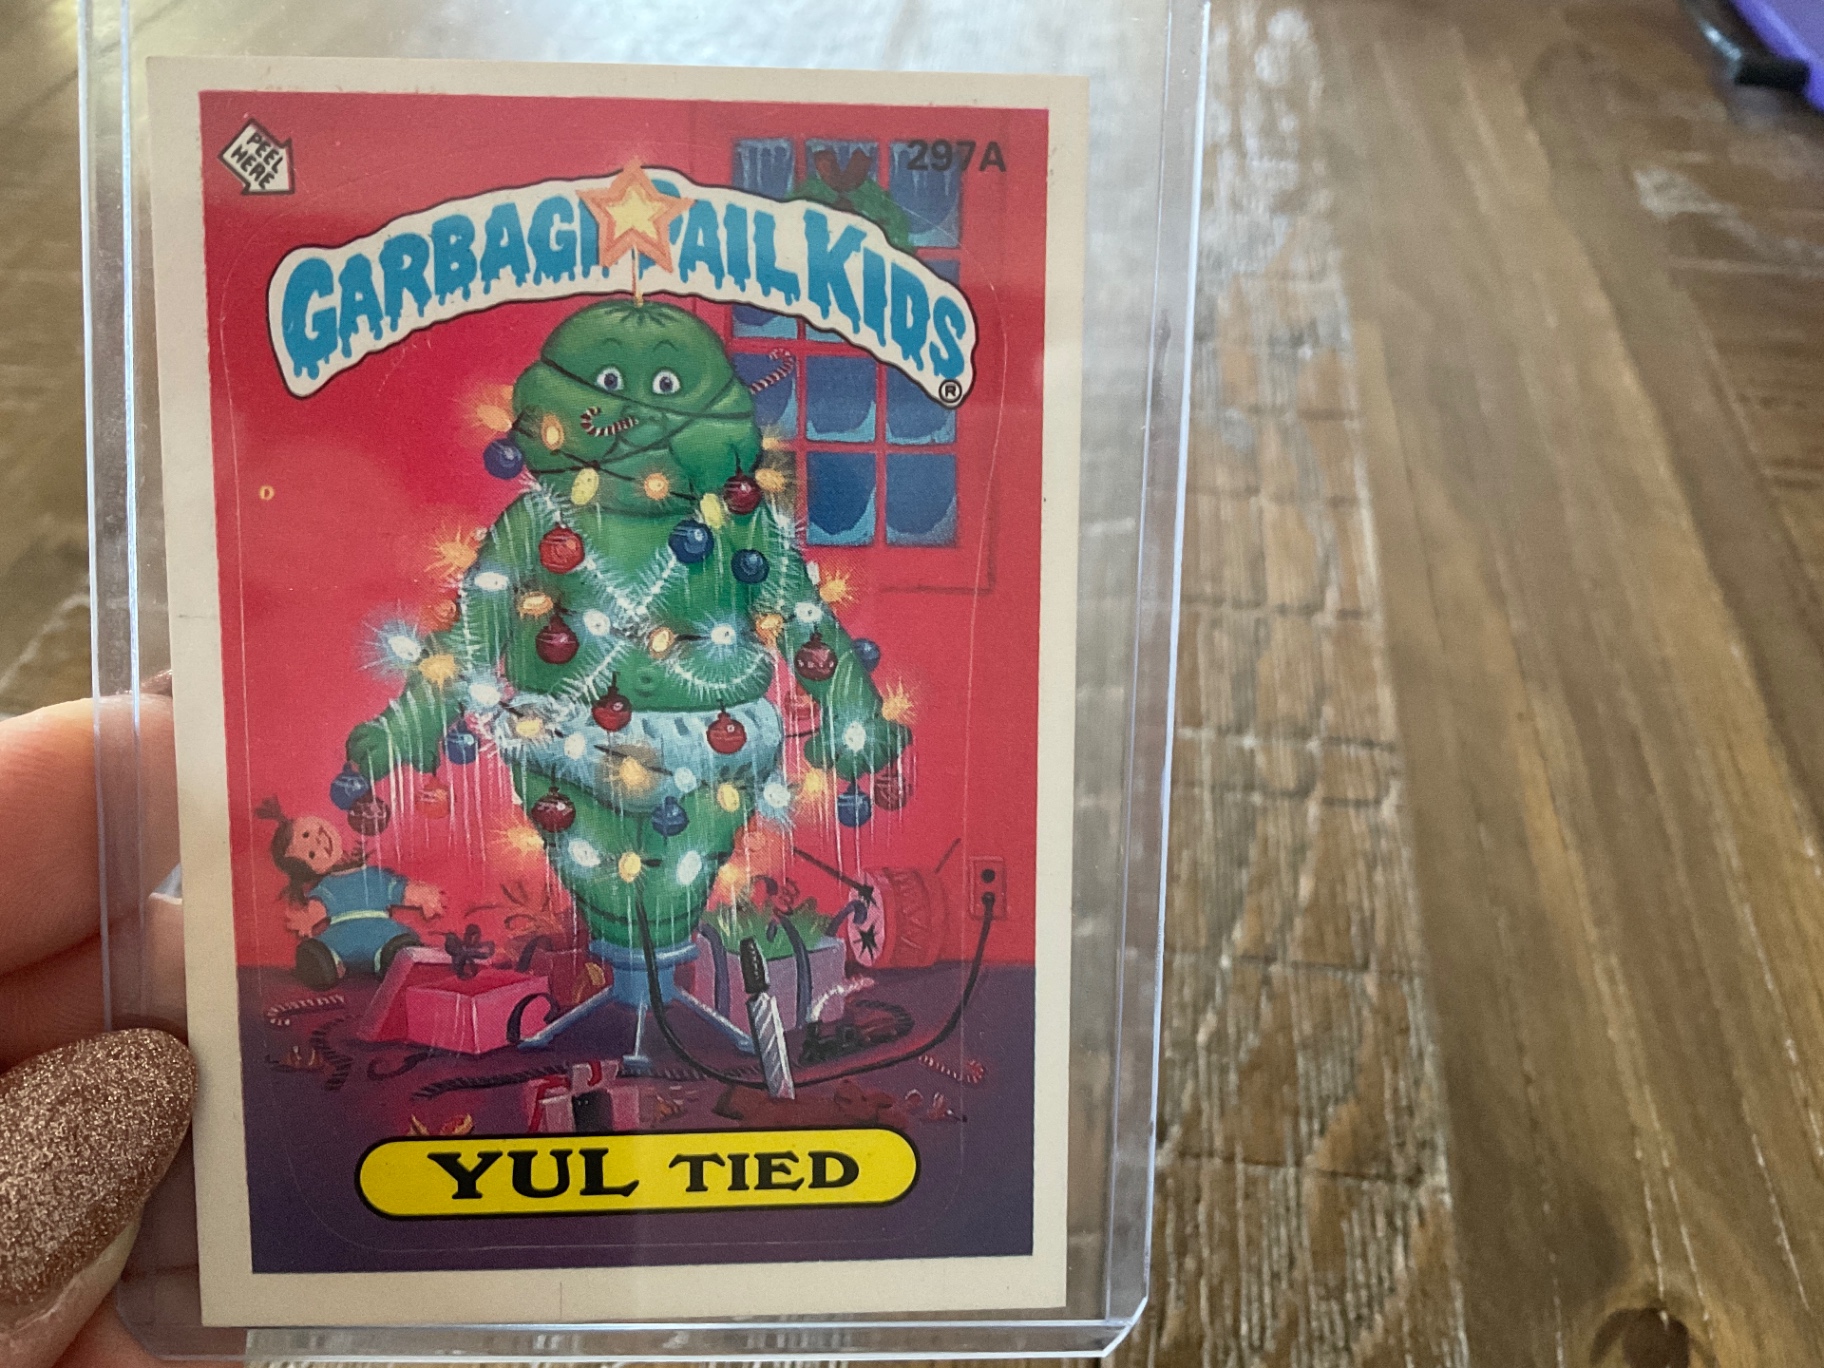 PEEL
HERE
297A
GARBAGE PAIL KIDS
®
YUL TIED